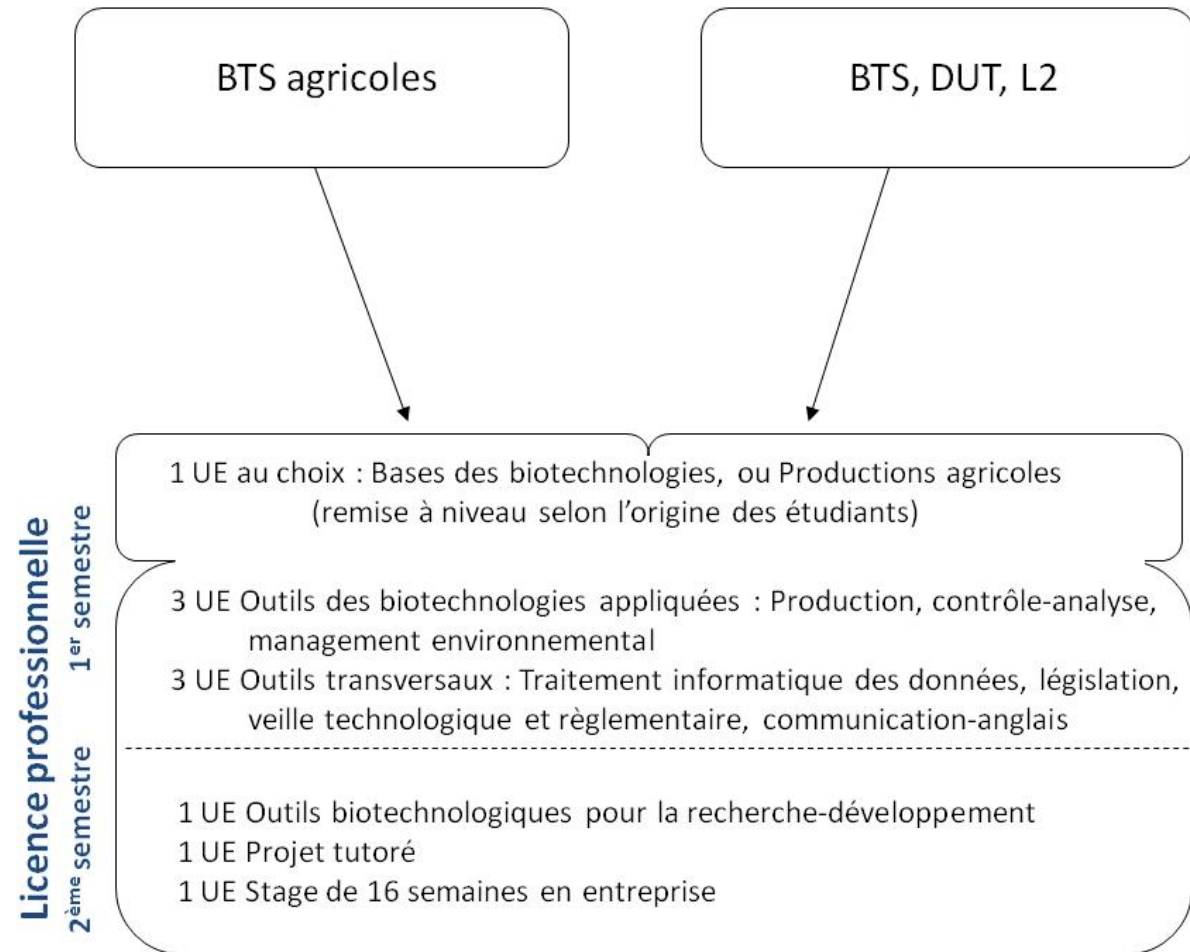 BTS agricoles
BTS, DUT, L2
Licence professionnelle
1er semestre
1 UE au choix : Bases des biotechnologies, ou Productions agricoles
(remise à niveau selon l'origine des étudiants)
3 UE Outils des biotechnologies appliquées : Production, contrôle-analyse,
management environnemental
3 UE Outils transversaux : Traitement informatique des données, législation,
veille technologique et règlementaire, communication-anglais
2ème semestre
1 UE Outils biotechnologiques pour la recherche-développement
1 UE Projet tutoré
1 UE Stage de 16 semaines en entreprise